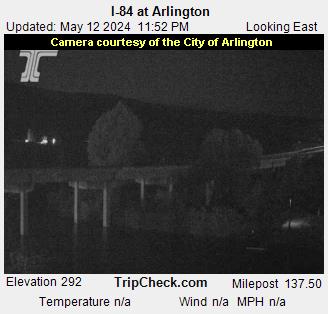 I-84 at Arlington
Updated: May 12 2024 11:52 PM Looking East
Camera courtesy of the City of Arlington
Elevation 292 TripCheck.com Milepost 137.50
Temperature n/a Wind n/a MPH n/a